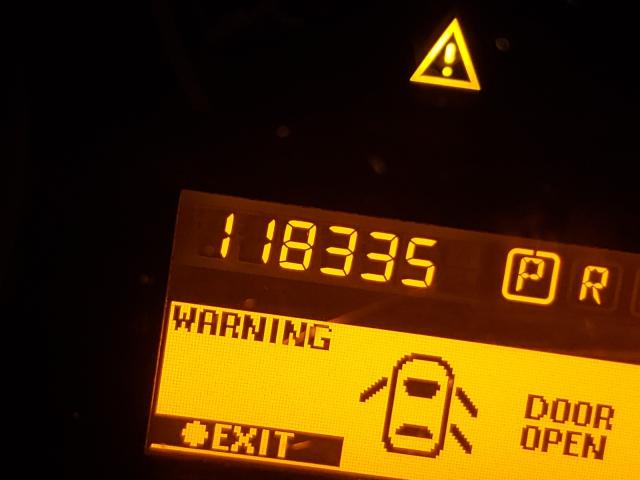 118335 P R
WARNING
DOOR
OPEN
EXIT